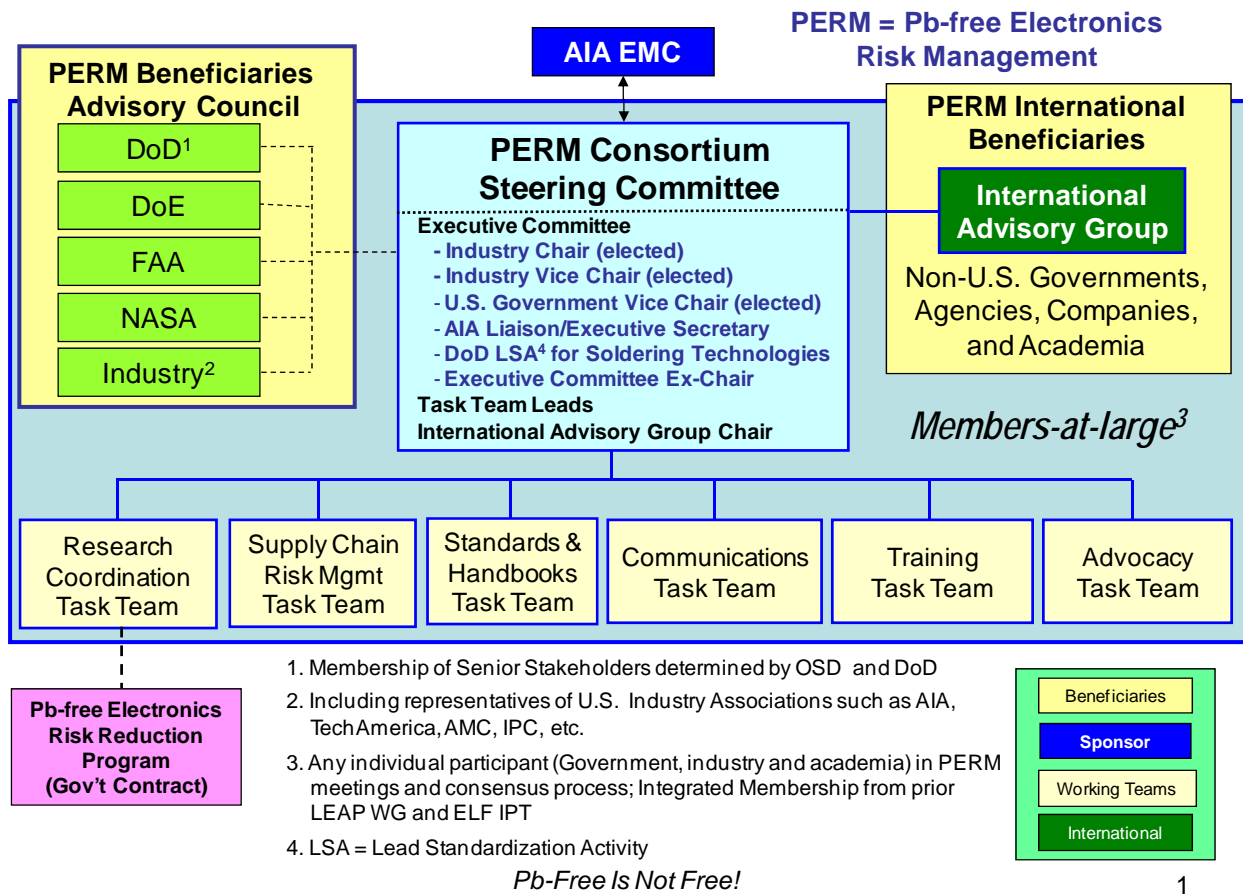 PERM = Pb-free Electronics
Risk Management
AIA EMC
PERM Beneficiaries
Advisory Council
DoD¹
DoE
FAA
NASA
Industry²
PERM Consortium
Steering Committee
Executive Committee
- Industry Chair (elected)
- Industry Vice Chair (elected)
- U.S. Government Vice Chair (elected)
- AIA Liaison/Executive Secretary
- DoD LSA⁴ for Soldering Technologies
- Executive Committee Ex-Chair
Task Team Leads
International Advisory Group Chair
PERM International
Beneficiaries
International
Advisory Group
Non-U.S. Governments,
Agencies, Companies,
and Academia
Members-at-large³
Research
Coordination
Task Team
Supply Chain
Risk Mgmt
Task Team
Standards &
Handbooks
Task Team
Communications
Task Team
Training
Task Team
Advocacy
Task Team
Pb-free Electronics
Risk Reduction
Program
(Gov't Contract)
1. Membership of Senior Stakeholders determined by OSD and DoD
2. Including representatives of U.S. Industry Associations such as AIA,
TechAmerica, AMC, IPC, etc.
3. Any individual participant (Government, industry and academia) in PERM
meetings and consensus process; Integrated Membership from prior
LEAP WG and ELF IPT
4. LSA = Lead Standardization Activity
Beneficiaries
Sponsor
Working Teams
International
Pb-Free Is Not Free!
1